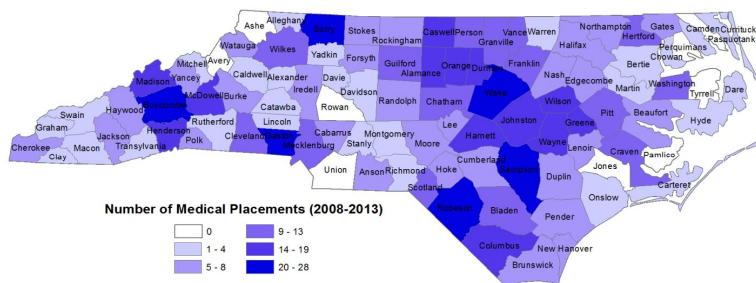 Ashe
Alleghany
Surry
Stokes
Rockingham
Caswell
Person
Granville
Vance
Warren
Northampton
Gates
Hertford
Camden
Currituck
Pasquotank
Perquimans
Chowan
Watauga
Wilkes
Yadkin
Forsyth
Guilford
Alamance
Orange
Durham
Franklin
Halifax
Bertie
Mitchell
Avery
Caldwell
Alexander
Iredell
Davie
Davidson
Randolph
Chatham
Wake
Nash
Edgecombe
Martin
Washington
Tyrrell
Dare
Madison
Yancey
McDowell
Burke
Catawba
Rowan
Lee
Johnston
Wilson
Greene
Pitt
Beaufort
Hyde
Swain
Haywood
Buncombe
Rutherford
Lincoln
Cabarrus
Stanly
Montgomery
Moore
Harnett
Wayne
Lenoir
Craven
Pamlico
Graham
Cherokee
Clay
Macon
Jackson
Transylvania
Henderson
Polk
Cleveland
Gaston
Mecklenburg
Union
Anson
Richmond
Scotland
Hoke
Cumberland
Sampson
Duplin
Jones
Carteret
Onslow
Robeson
Bladen
Pender
Columbus
New Hanover
Brunswick
Number of Medical Placements (2008-2013)
0
1 - 4
5 - 8
9 - 13
14 - 19
20 - 28